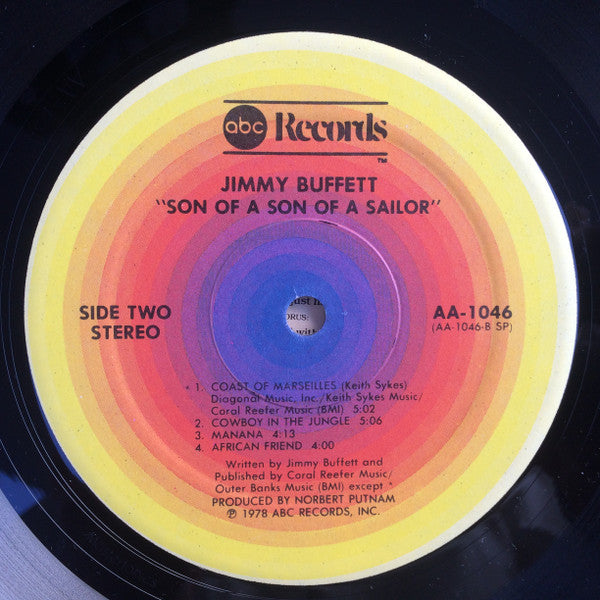 abc Records
TM
JIMMY BUFFETT
"SON OF A SON OF A SAILOR"
SIDE TWO
STEREO
AA-1046
(AA-1046-B SP)
ORUS:
with
* 1. COAST OF MARSEILLES (Keith Sykes)
Diagonal Music, Inc./Keith Sykes Music/
Coral Reefer Music (BMI) 5:02
2. COWBOY IN THE JUNGLE 5:06
3. MANANA 4:13
4. AFRICAN FRIEND 4:00
Written by Jimmy Buffett and
Published by Coral Reefer Music/
Outer Banks Music (BMI) except *
PRODUCED BY NORBERT PUTNAM
℗ 1978 ABC RECORDS, INC.